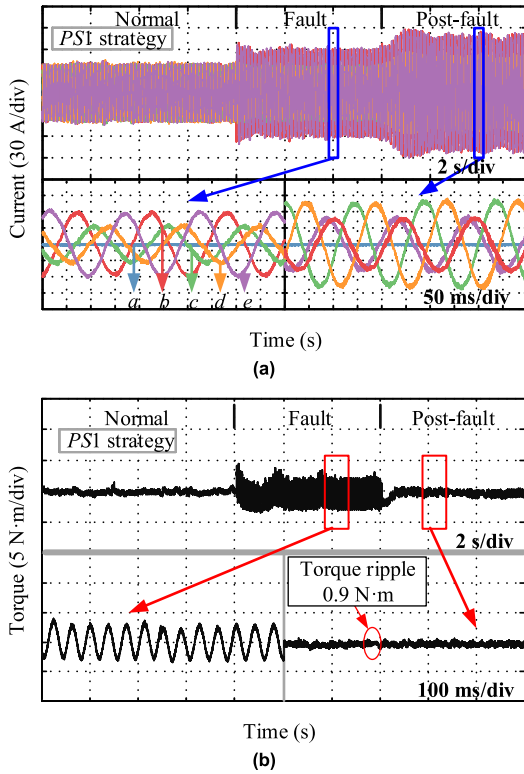 Normal Fault Post-fault
PS1 strategy
Current (30 A/div)
2 s/div
a b c d e
50 ms/div
Time (s)
(a)
Normal Fault Post-fault
PS1 strategy
Torque (5 N·m/div)
2 s/div
Torque ripple
0.9 N·m
100 ms/div
Time (s)
(b)